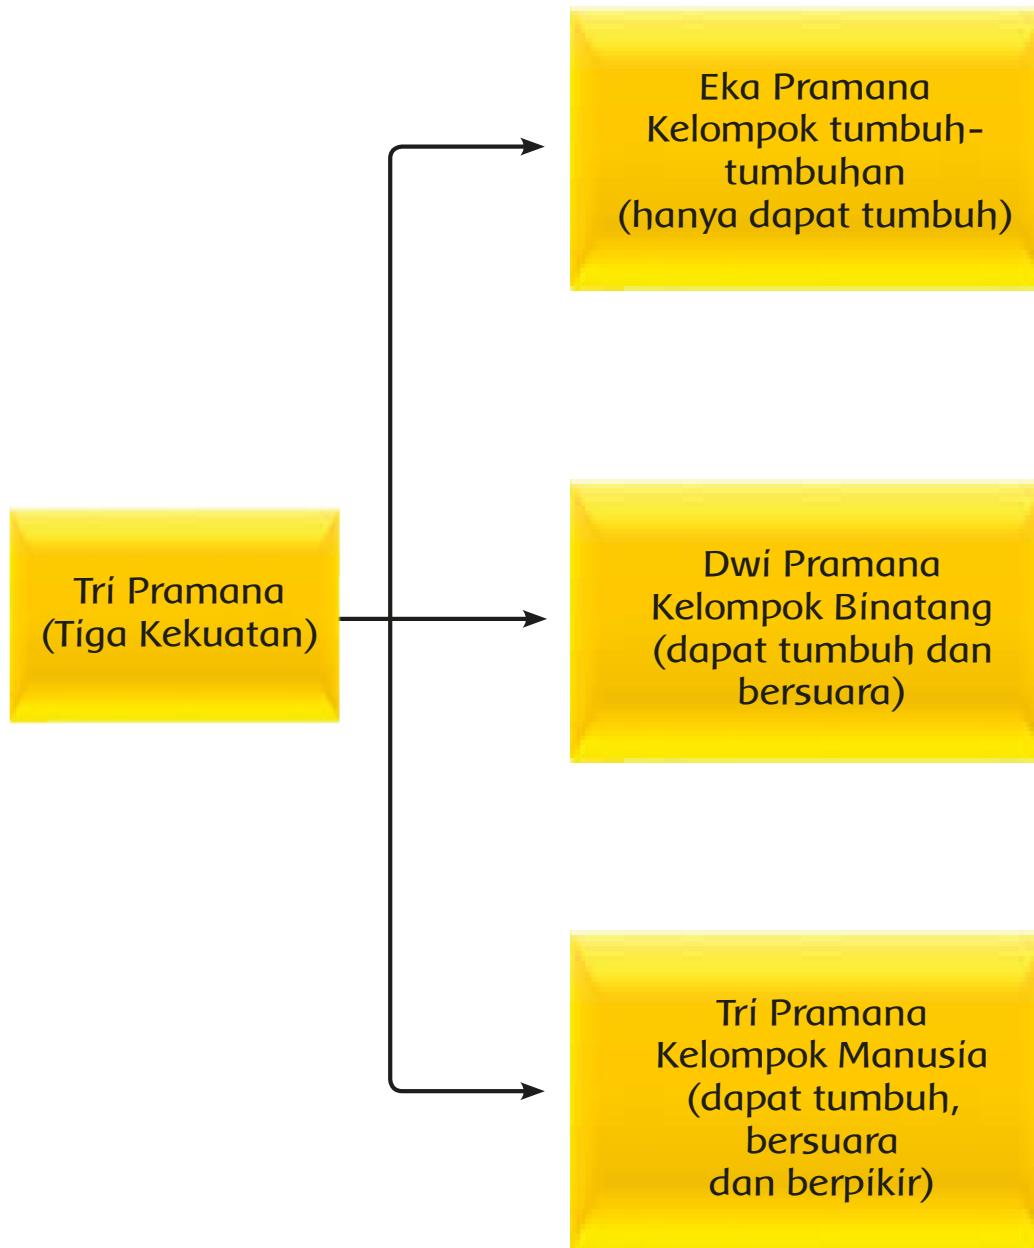 Tri Pramana
(Tiga Kekuatan)
Eka Pramana
Kelompok tumbuh-
tumbuhan
(hanya dapat tumbuh)
Dwi Pramana
Kelompok Binatang
(dapat tumbuh dan
bersuara)
Tri Pramana
Kelompok Manusia
(dapat tumbuh,
bersuara
dan berpikir)